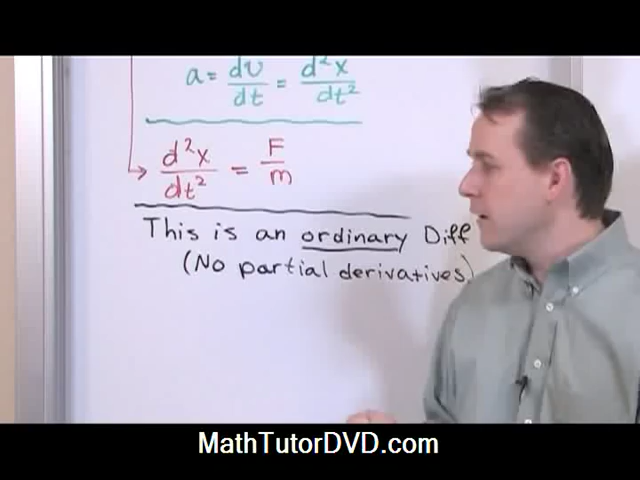 a = dv/dt = d²x/dt²
d²x/dt² = F/m
This is an ordinary Diff
(No partial derivatives)
MathTutorDVD.com